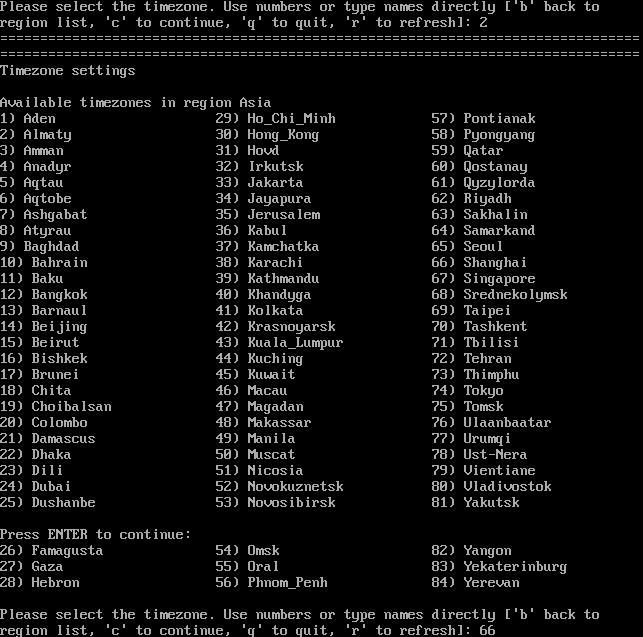 Please select the timezone. Use numbers or type names directly ['b' back to
region list, 'c' to continue, 'q' to quit, 'r' to refresh]: 2
================================================================================
================================================================================
Timezone settings

Available timezones in region Asia
1) Aden 29) Ho_Chi_Minh 57) Pontianak
2) Almaty 30) Hong_Kong 58) Pyongyang
3) Amman 31) Hovd 59) Qatar
4) Anadyr 32) Irkutsk 60) Qostanay
5) Aqtau 33) Jakarta 61) Qyzylorda
6) Aqtobe 34) Jayapura 62) Riyadh
7) Ashgabat 35) Jerusalem 63) Sakhalin
8) Atyrau 36) Kabul 64) Samarkand
9) Baghdad 37) Kamchatka 65) Seoul
10) Bahrain 38) Karachi 66) Shanghai
11) Baku 39) Kathmandu 67) Singapore
12) Bangkok 40) Khandyga 68) Srednekolymsk
13) Barnaul 41) Kolkata 69) Taipei
14) Beijing 42) Krasnoyarsk 70) Tashkent
15) Beirut 43) Kuala_Lumpur 71) Tbilisi
16) Bishkek 44) Kuching 72) Tehran
17) Brunei 45) Kuwait 73) Thimphu
18) Chita 46) Macau 74) Tokyo
19) Choibalsan 47) Magadan 75) Tomsk
20) Colombo 48) Makassar 76) Ulaanbaatar
21) Damascus 49) Manila 77) Urumqi
22) Dhaka 50) Muscat 78) Ust-Nera
23) Dili 51) Nicosia 79) Vientiane
24) Dubai 52) Novokuznetsk 80) Vladivostok
25) Dushanbe 53) Novosibirsk 81) Yakutsk

Press ENTER to continue:
26) Famagusta 54) Omsk 82) Yangon
27) Gaza 55) Oral 83) Yekaterinburg
28) Hebron 56) Phnom_Penh 84) Yerevan

Please select the timezone. Use numbers or type names directly ['b' back to
region list, 'c' to continue, 'q' to quit, 'r' to refresh]: 66